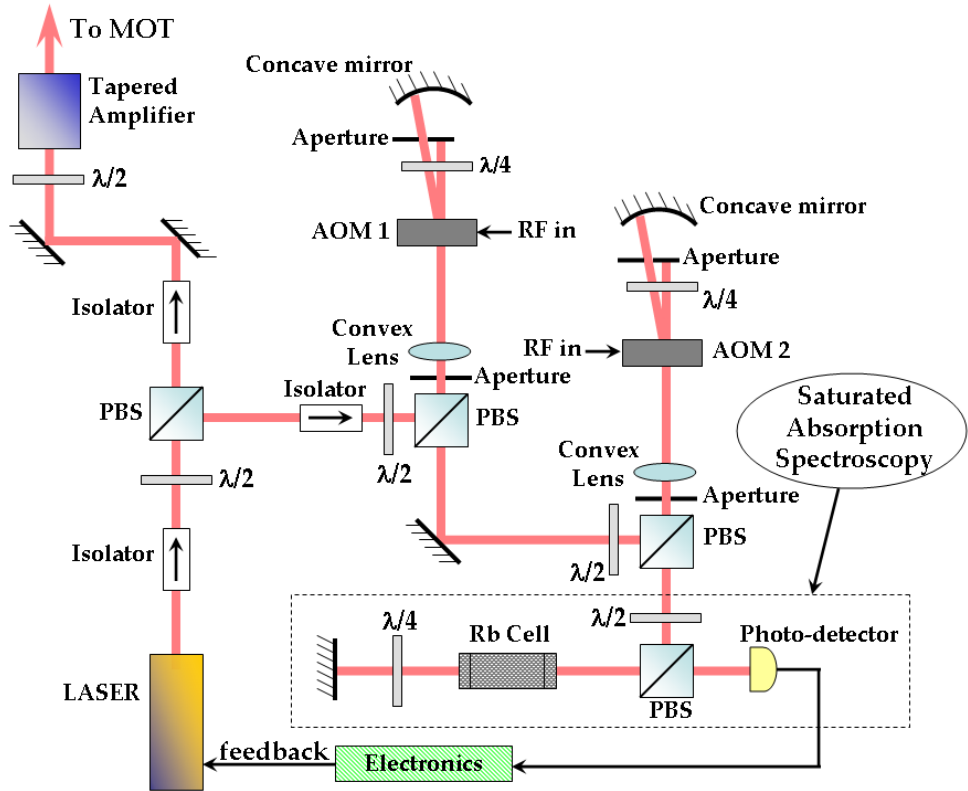 To MOT
Tapered
Amplifier
λ/2
Isolator
PBS
λ/2
Isolator
LASER
Concave mirror
Aperture
λ/4
AOM 1
RF in
Convex
Lens
Aperture
Isolator
PBS
λ/2
Concave mirror
Aperture
λ/4
RF in
AOM 2
Convex
Lens
Aperture
PBS
λ/2
Saturated
Absorption
Spectroscopy
λ/2
λ/4
Rb Cell
Photo-detector
PBS
feedback
Electronics